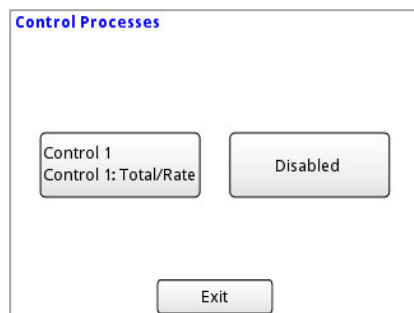 Control Processes
Control 1
Control 1: Total/Rate
Disabled
Exit